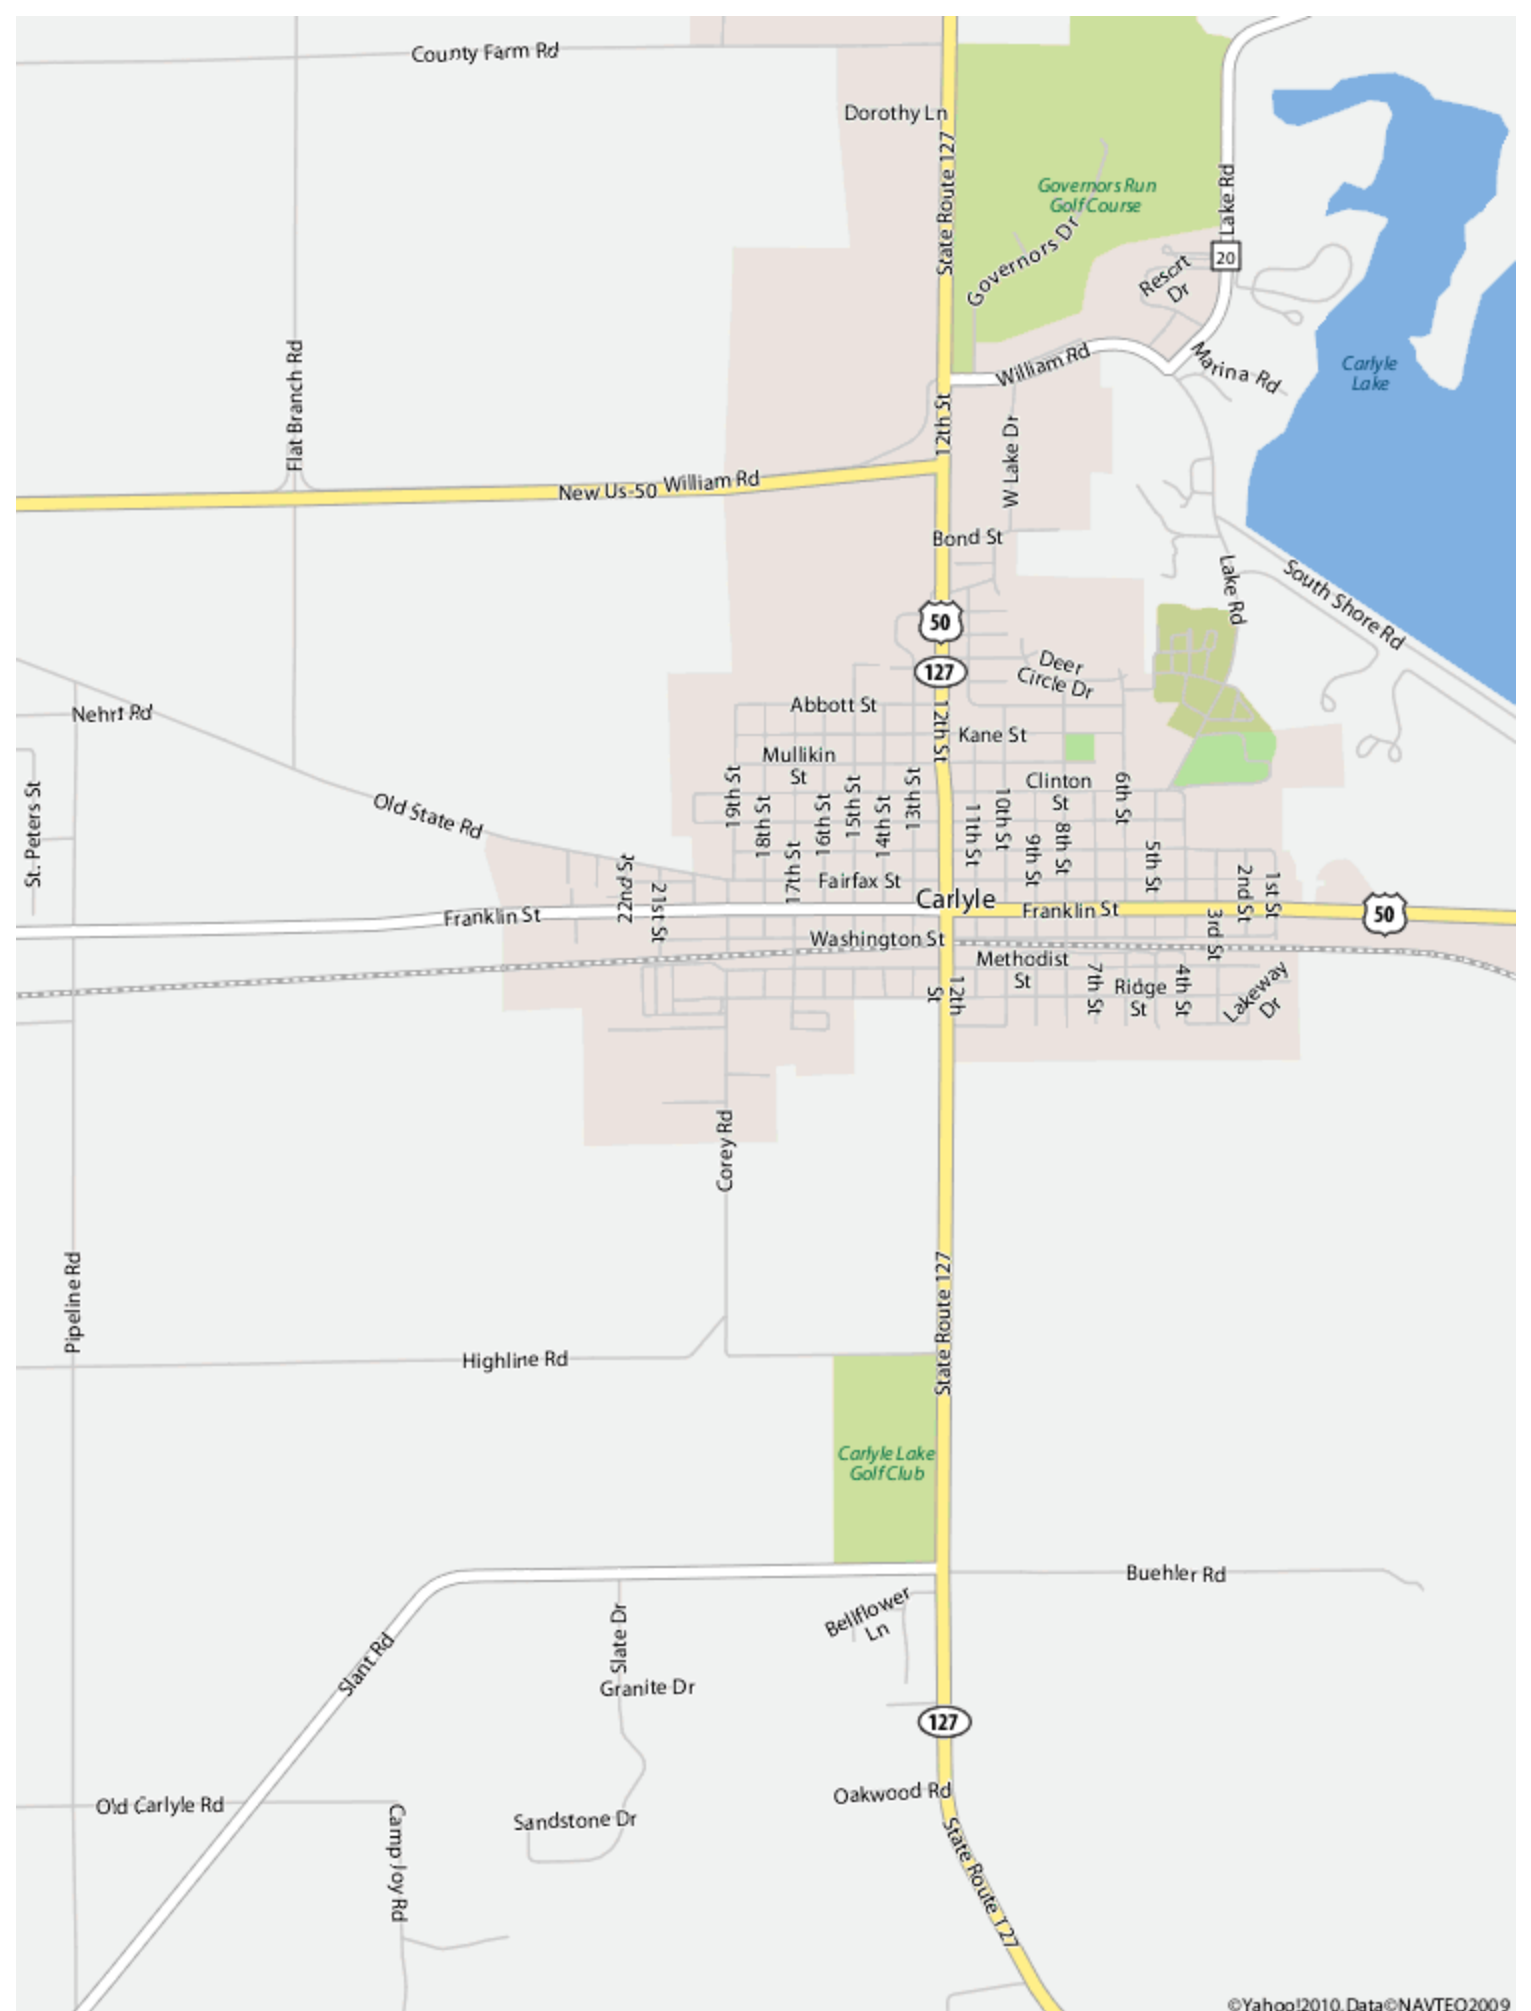 County Farm Rd
Dorothy Ln
State Route 127
Governors Run
Golf Course
Governors Dr
Lake Rd
20
Resort
Dr
William Rd
Marina Rd
Carlyle
Lake
Flat Branch Rd
12th St
W Lake Dr
New Us-50
William Rd
Bond St
Lake Rd
South Shore Rd
50
127
Deer
Circle Dr
Nehrt Rd
Abbott St
12th St
Kane St
Mullikin
St
Clinton
St
6th St
St. Peters St
Old State Rd
19th St
18th St
17th St
16th St
15th St
14th St
13th St
11th St
10th St
9th St
8th St
5th St
2nd St
1st St
22nd St
21st St
Fairfax St
Carlyle
Franklin St
Franklin St
50
3rd St
Washington St
Methodist
St
7th St
Ridge
St
4th St
Lakeway
Dr
12th
St
Corey Rd
Pipeline Rd
State Route 127
Highline Rd
Carlyle Lake
Golf Club
Buehler Rd
Bellflower
Ln
Slant Rd
Slate Dr
Granite Dr
127
Oakwood Rd
Old Carlyle Rd
Camp Joy Rd
Sandstone Dr
State Route 127
©Yahoo!2010,Data©NAVTEQ2009